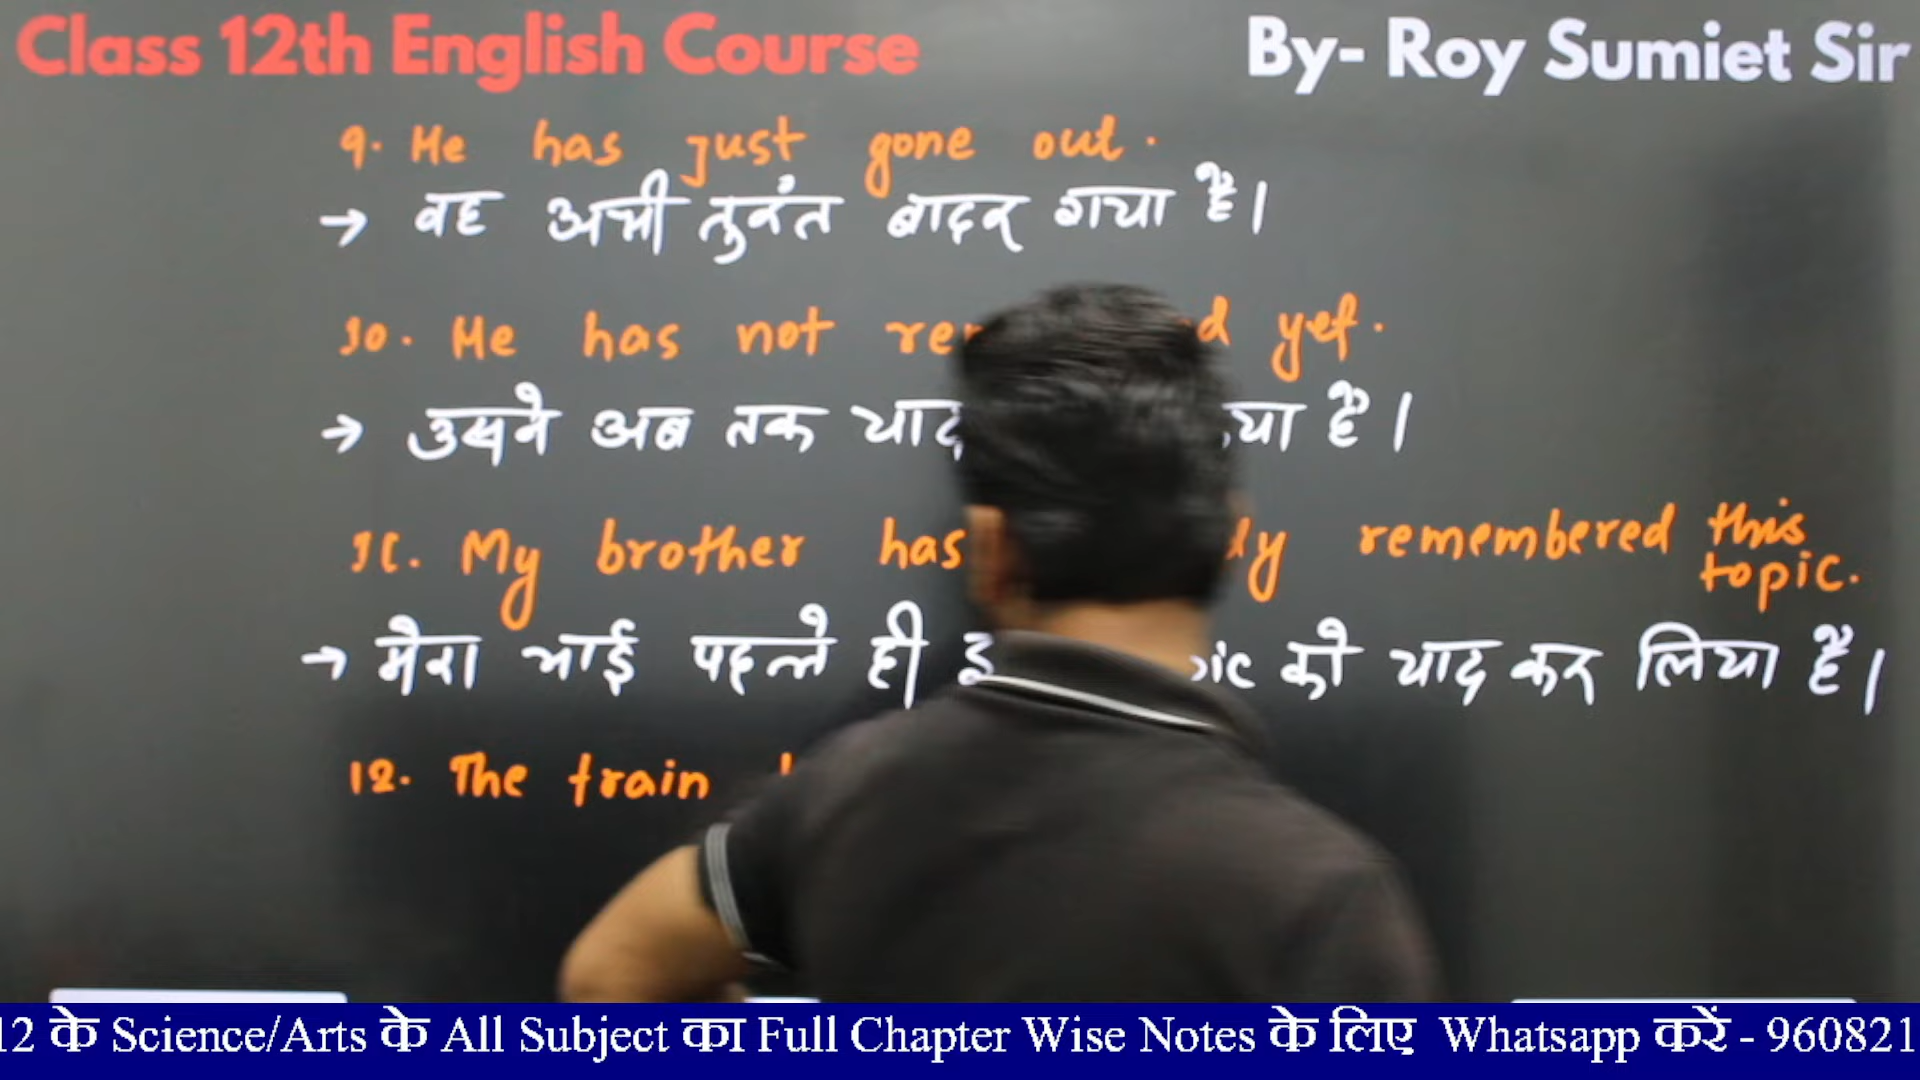 Class 12th English Course
By- Roy Sumiet Sir
9. He has just gone out.
→ वह अभी तुरंत बाहर गया है।
10. He has not yet.
→ उसने अब तक याद है।
11. My brother has remembered this topic.
→ मेरा भाई पहले ही को याद कर लिया है।
12. The train
12 के Science/Arts के All Subject का Full Chapter Wise Notes के लिए Whatsapp करें - 960821